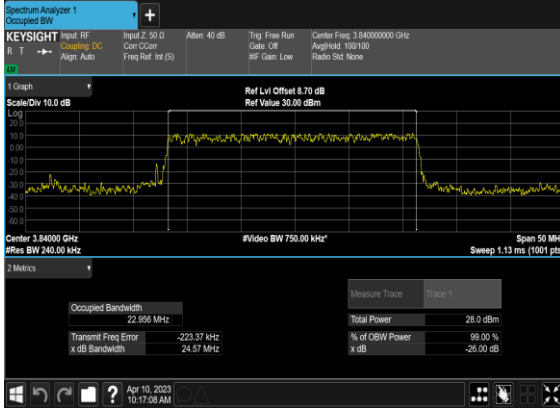 Spectrum Analyzer 1
Occupied BW
+
KEYSIGHT Input: RF Input Z: 50 Ω Atten: 40 dB Trig: Free Run Center Freq: 3.840000000 GHz
R T Coupling: DC Corr CCorr Gate: Off Avg|Hold: 100/100
Align: Auto Freq Ref: Int (S) #IF Gain: Low Radio Std: None
1 Graph
Ref Lvl Offset 8.70 dB
Scale/Div 10.0 dB Ref Value 30.00 dBm
Log
20.0
10.0
0.00
-10.0
-20.0
-30.0
-40.0
-50.0
-60.0
Center 3.84000 GHz #Video BW 750.00 kHz* Span 50 MH
#Res BW 240.00 kHz Sweep 1.13 ms (1001 pts
2 Metrics
Measure Trace Trace 1
Occupied Bandwidth
22.956 MHz Total Power 28.0 dBm
Transmit Freq Error -223.37 kHz % of OBW Power 99.00 %
x dB Bandwidth 24.57 MHz x dB -26.00 dB
? Apr 10, 2023
10:17:08 AM